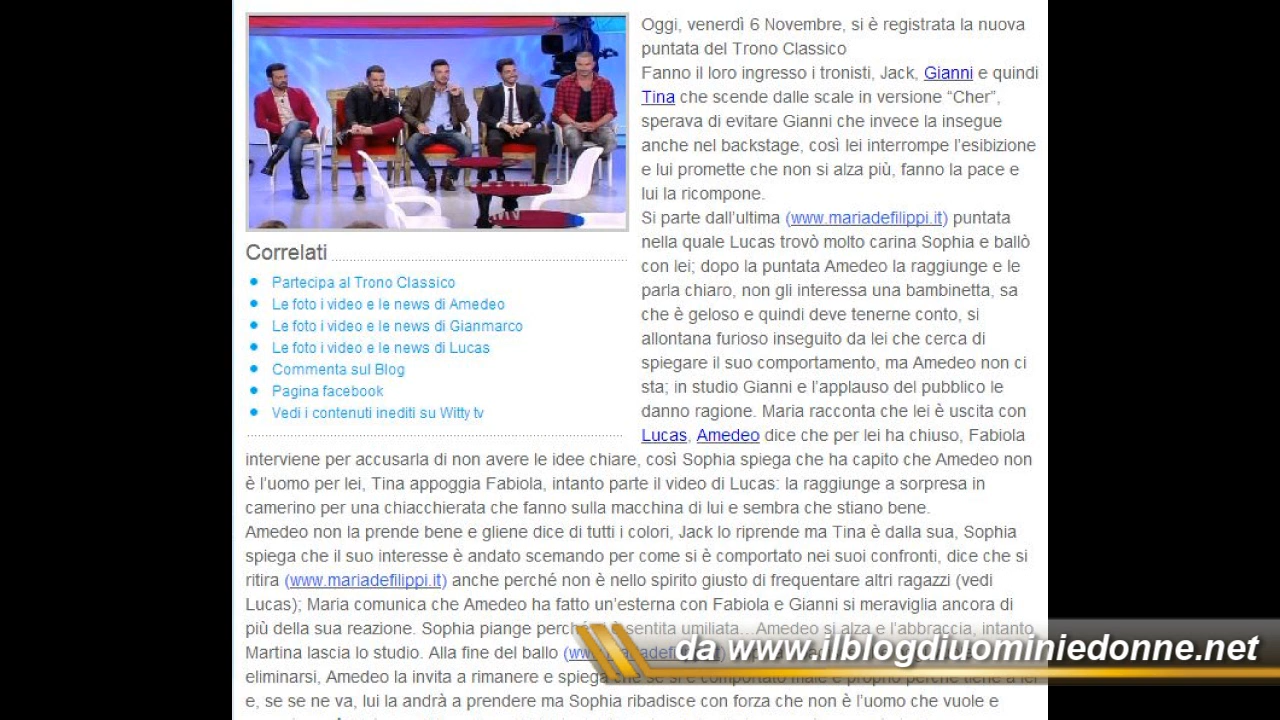 Oggi, venerdì 6 Novembre, si è registrata la nuova
puntata del Trono Classico
Fanno il loro ingresso i tronisti, Jack, Gianni e quindi
Tina che scende dalle scale in versione “Cher”,
sperava di evitare Gianni che invece la insegue
anche nel backstage, così lei interrompe l’esibizione
e lui promette che non si alza più, fanno la pace e
lui la ricompone.
Si parte dall’ultima (www.mariadefilippi.it) puntata
nella quale Lucas trovò molto carina Sophia e ballò
con lei; dopo la puntata Amedeo la raggiunge e le
parla chiaro, non gli interessa una bambinetta, sa
che è geloso e quindi deve tenerne conto, si
allontana furioso inseguito da lei che cerca di
spiegare il suo comportamento, ma Amedeo non ci
sta; in studio Gianni e l’applauso del pubblico le
danno ragione. Maria racconta che lei è uscita con
Lucas, Amedeo dice che per lei ha chiuso, Fabiola
Correlati
Partecipa al Trono Classico
Le foto i video e le news di Amedeo
Le foto i video e le news di Gianmarco
Le foto i video e le news di Lucas
Commenta sul Blog
Pagina facebook
Vedi i contenuti inediti su Witty tv
interviene per accusarla di non avere le idee chiare, così Sophia spiega che ha capito che Amedeo non
è l’uomo per lei, Tina appoggia Fabiola, intanto parte il video di Lucas: la raggiunge a sorpresa in
camerino per una chiacchierata che fanno sulla macchina di lui e sembra che stiano bene.
Amedeo non la prende bene e gliene dice di tutti i colori, Jack lo riprende ma Tina è dalla sua, Sophia
spiega che il suo interesse è andato scemando per come si è comportato nei suoi confronti, dice che si
ritira (www.mariadefilippi.it) anche perché non è nello spirito giusto di frequentare altri ragazzi (vedi
Lucas); Maria comunica che Amedeo ha fatto un’esterna con Fabiola e Gianni si meraviglia ancora di
più della sua reazione. Sophia piange perché si è sentita umiliata…Amedeo si alza e l’abbraccia, intanto
Martina lascia lo studio. Alla fine del ballo
eliminarsi, Amedeo la invita a rimanere e spiega che se si è comportato male è proprio perché tiene a lei
e, se se ne va, lui la andrà a prendere ma Sophia ribadisce con forza che non è l’uomo che vuole e
da www.ilblogdiuominiedonne.net